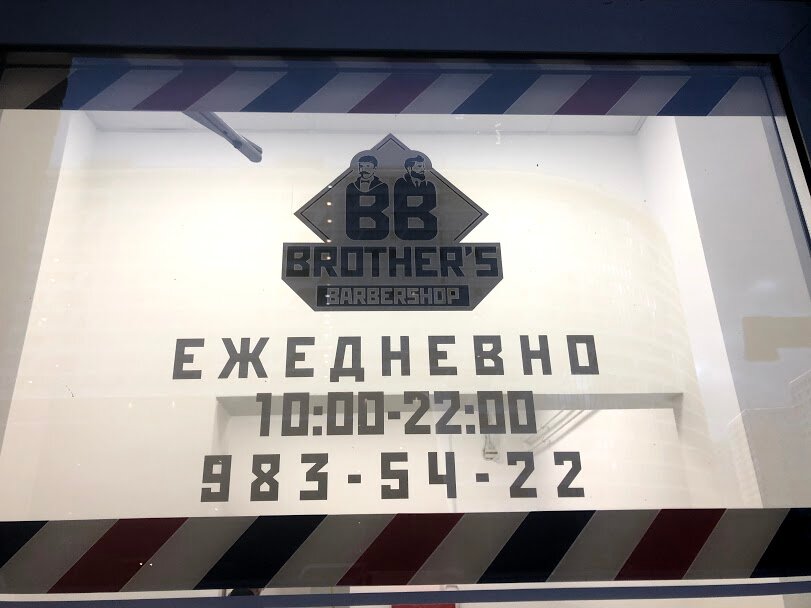 BB
BROTHER'S
BARBERSHOP
ЕЖЕДНЕВНО
10:00-22:00
983-54-22